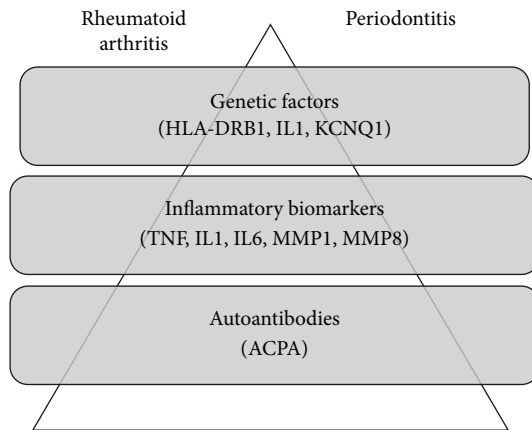 Rheumatoid
arthritis
Periodontitis
Genetic factors
(HLA-DRB1, IL1, KCNQ1)
Inflammatory biomarkers
(TNF, IL1, IL6, MMP1, MMP8)
Autoantibodies
(ACPA)